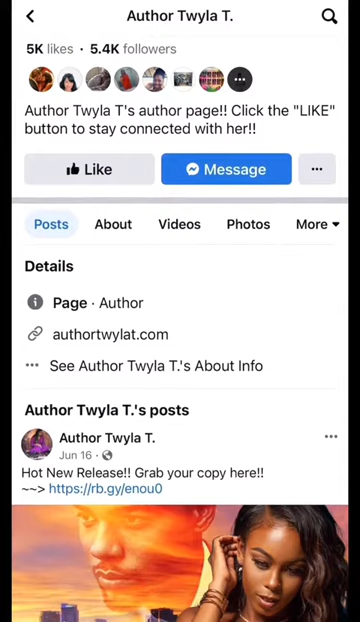 Author Twyla T.
5K likes · 5.4K followers
Author Twyla T's author page!! Click the "LIKE"
button to stay connected with her!!
Like
Message
Posts
About
Videos
Photos
More
Details
Page · Author
authortwylat.com
See Author Twyla T.'s About Info
Author Twyla T.'s posts
Author Twyla T.
Jun 16 ·
Hot New Release!! Grab your copy here!!
~~> https://rb.gy/enou0